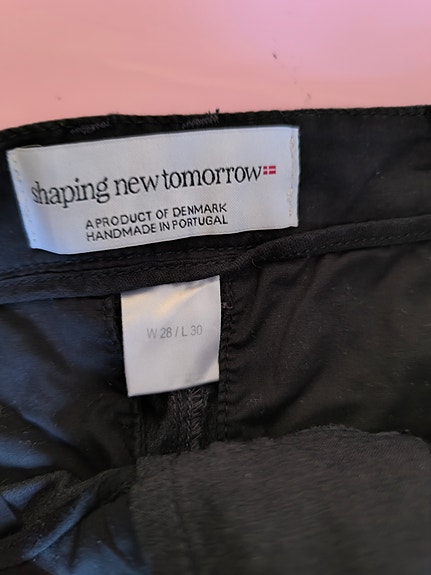 shaping new tomorrow
A PRODUCT OF DENMARK
HANDMADE IN PORTUGAL
W 28 / L 30